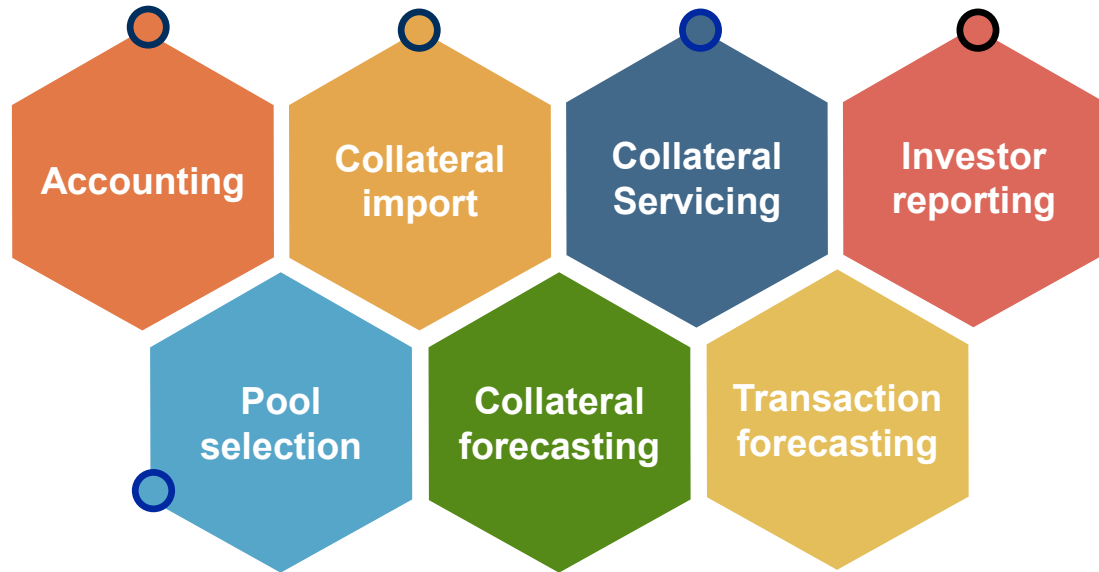 Accounting
Collateral
import
Collateral
Servicing
Investor
reporting
Pool
selection
Collateral
forecasting
Transaction
forecasting